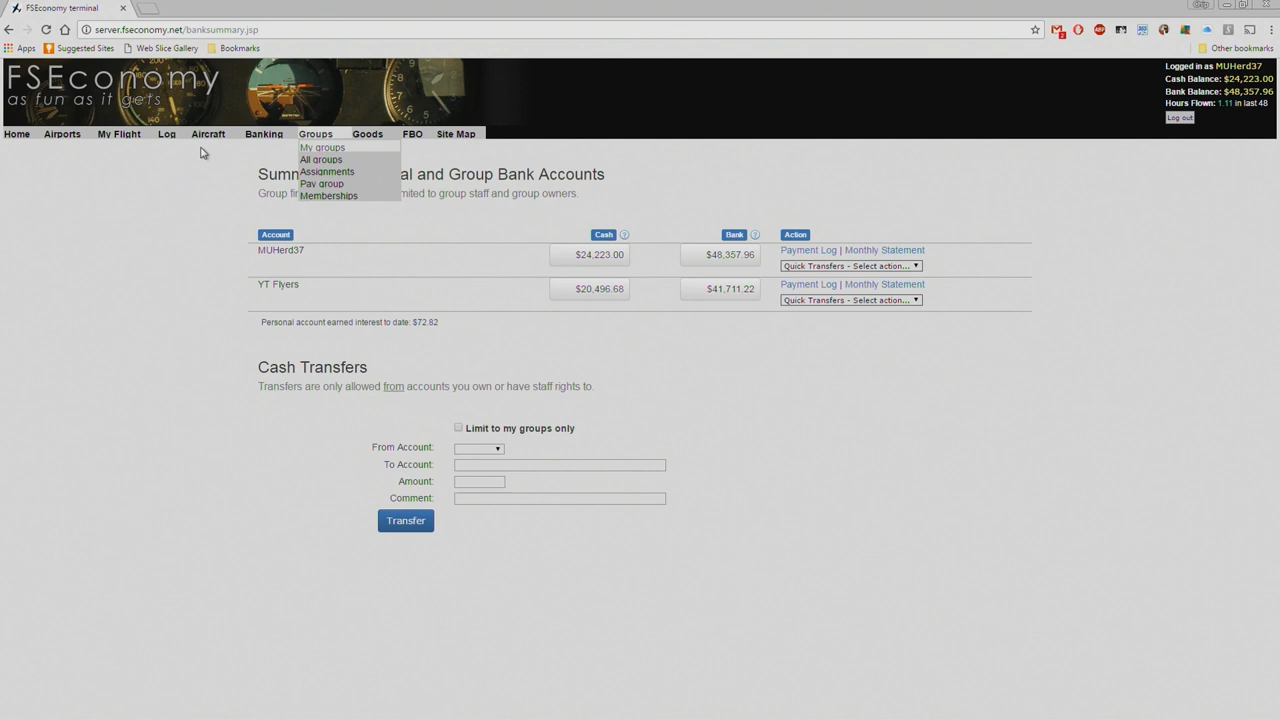 FSEconomy terminal
Chip
server.fseconomy.net/banksummary.jsp
Apps Suggested Sites Web Slice Gallery Bookmarks Other bookmarks
FSEconomy
as fun as it gets
Logged in as MUHerd37
Cash Balance: $24,223.00
Bank Balance: $48,357.96
Hours Flown: 1.11 in last 48
Log out
Home Airports My Flight Log Aircraft Banking Groups Goods FBO Site Map
My groups
All groups
Assignments
Pay group
Memberships
Summ al and Group Bank Accounts
Group fi limited to group staff and group owners.
Account Cash ? Bank ? Action
MUHerd37 $24,223.00 $48,357.96 Payment Log | Monthly Statement
Quick Transfers - Select action...
YT Flyers $20,496.68 $41,711.22 Payment Log | Monthly Statement
Quick Transfers - Select action...
Personal account earned interest to date: $72.82
Cash Transfers
Transfers are only allowed from accounts you own or have staff rights to.
Limit to my groups only
From Account:
To Account:
Amount:
Comment:
Transfer